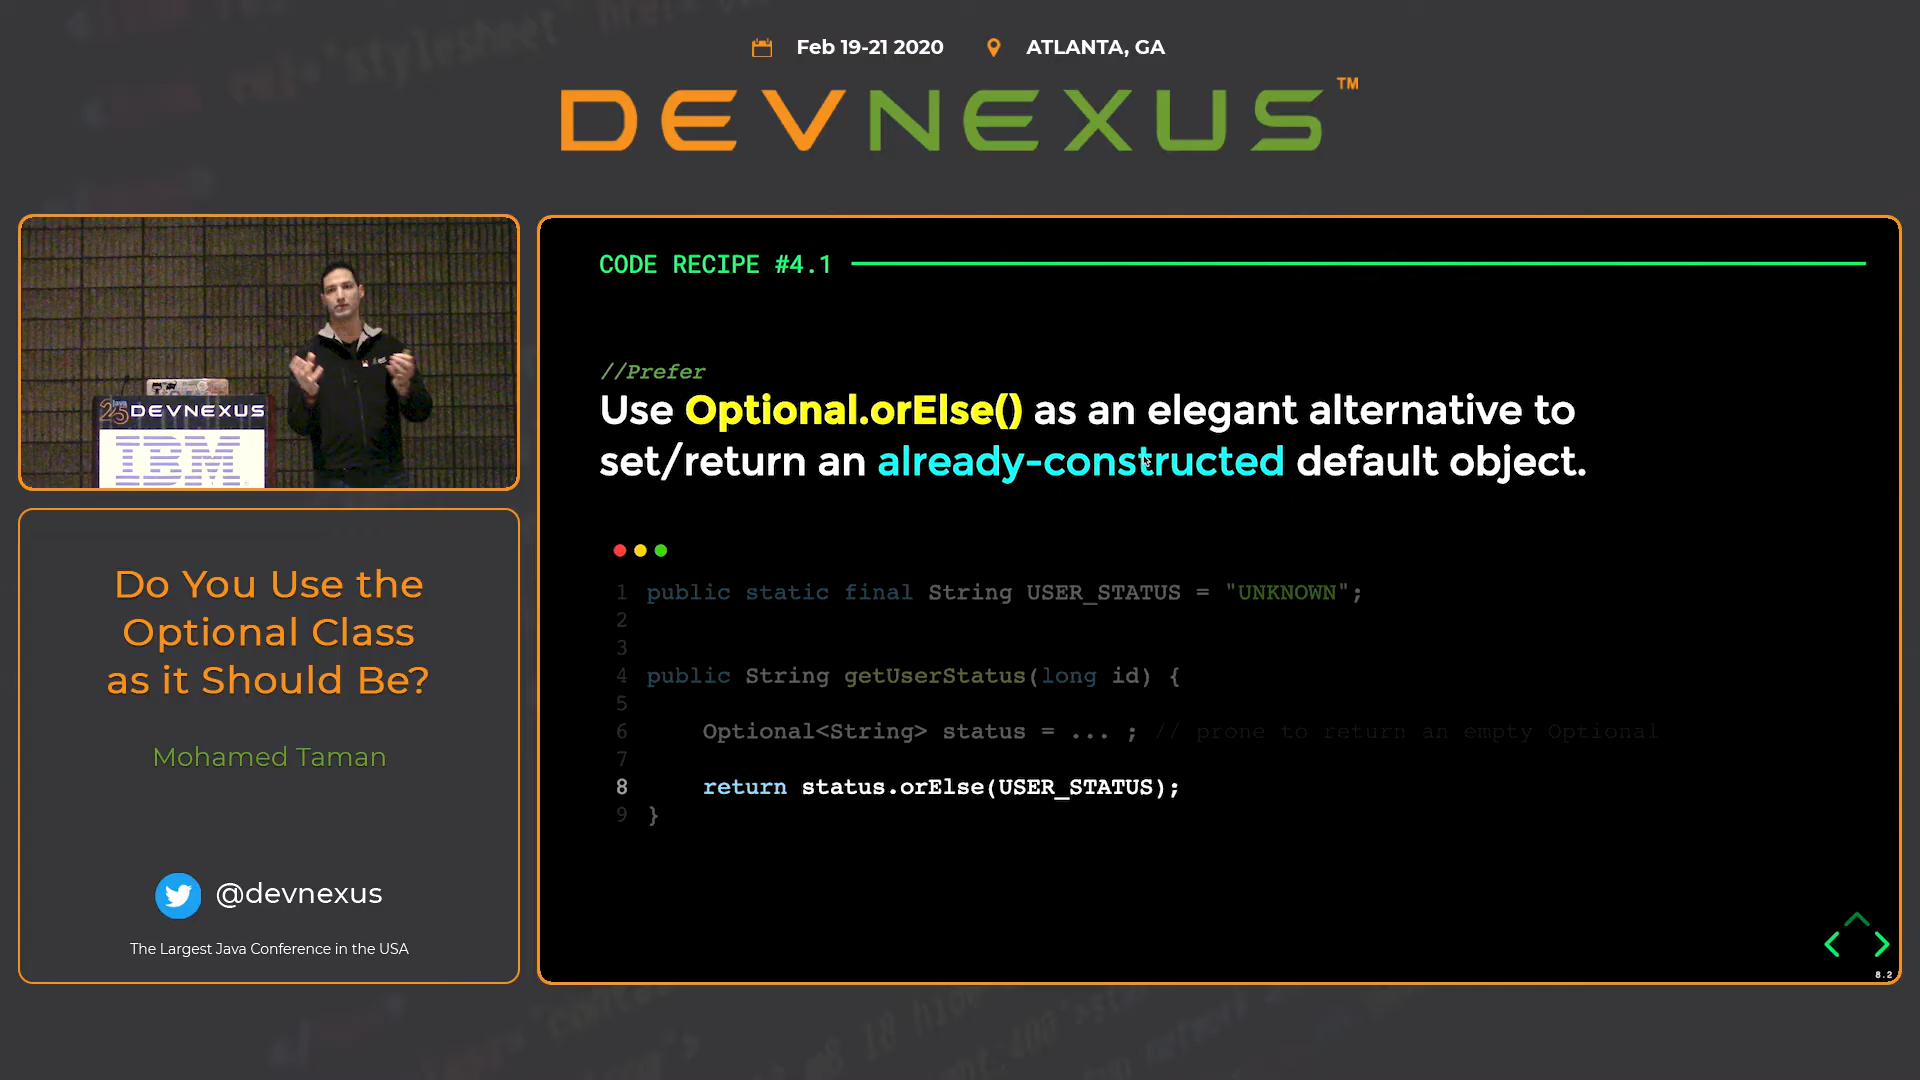 Feb 19-21 2020 ATLANTA, GA
DEVNEXUS™
25 DEVNEXUS
IBM
Do You Use the
Optional Class
as it Should Be?
Mohamed Taman
@devnexus
The Largest Java Conference in the USA
CODE RECIPE #4.1
//Prefer
Use Optional.orElse() as an elegant alternative to
set/return an already-constructed default object.
1 public static final String USER_STATUS = "UNKNOWN";
2
3
4 public String getUserStatus(long id) {
5
6 Optional<String> status = ... ; // prone to return an empty Optional
7
8 return status.orElse(USER_STATUS);
9 }
8.2